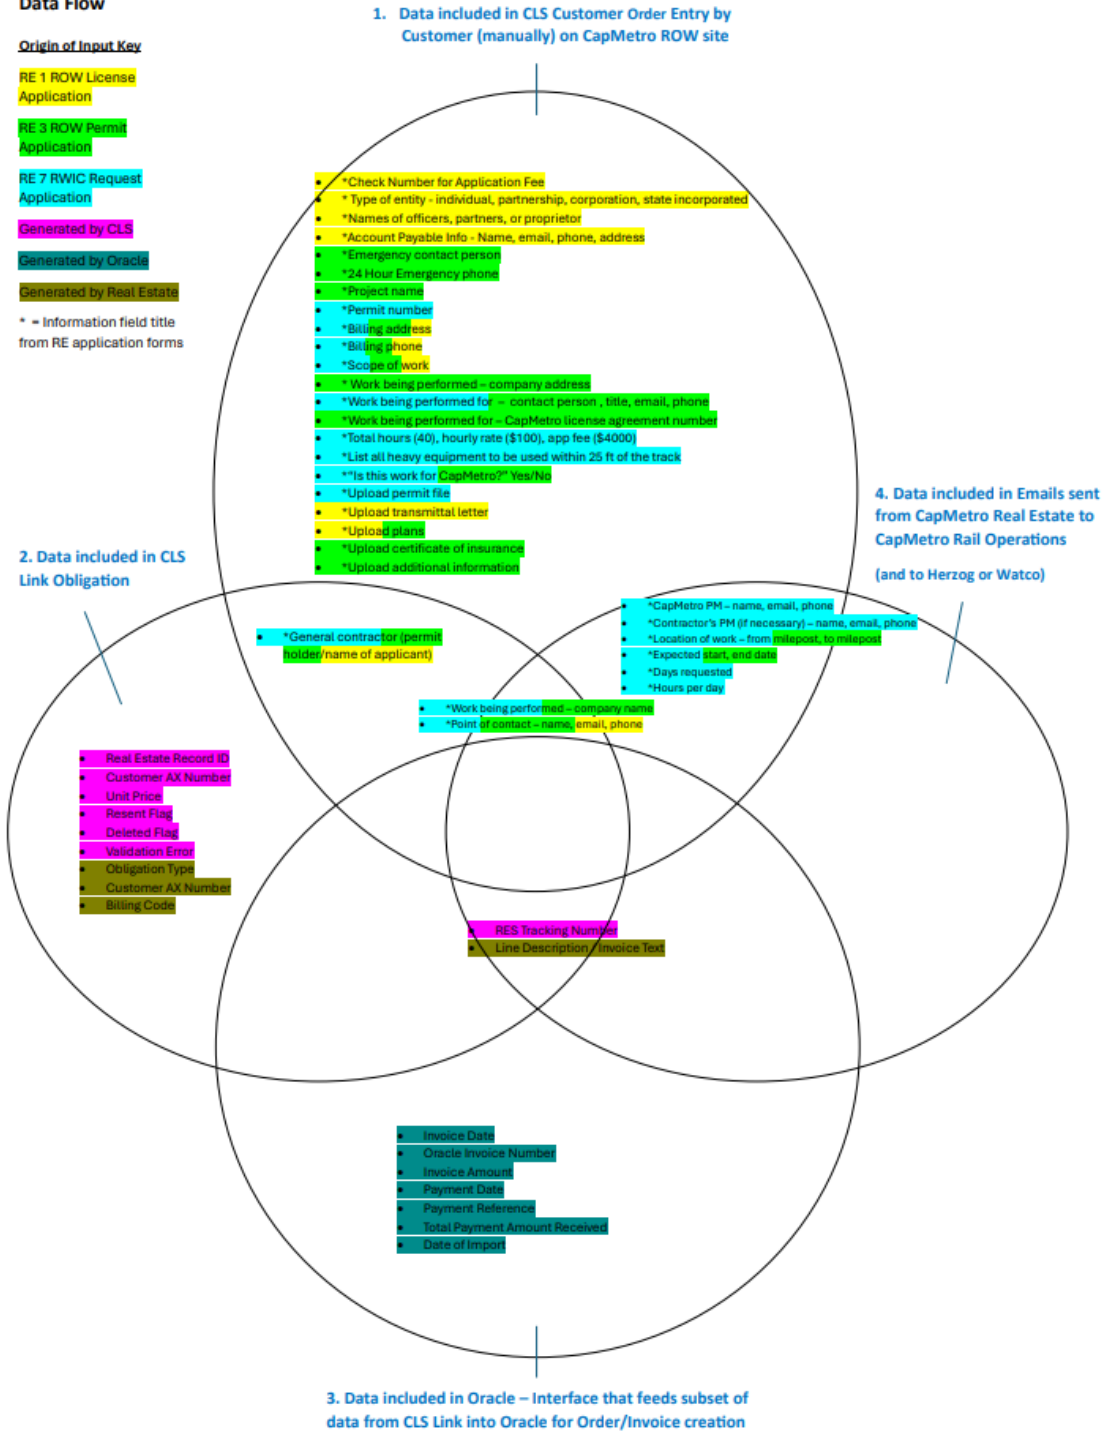 Data Flow
Origin of Input Key
RE 1 ROW License
Application
RE 3 ROW Permit
Application
RE 7 RWIC Request
Application
Generated by CLS
Generated by Oracle
Generated by Real Estate
* = Information field title
from RE application forms
1. Data included in CLS Customer Order Entry by
Customer (manually) on CapMetro ROW site
• *Check Number for Application Fee
• * Type of entity - individual, partnership, corporation, state incorporated
• *Names of officers, partners, or proprietor
• *Account Payable Info - Name, email, phone, address
• *Emergency contact person
• *24 Hour Emergency phone
• *Project name
• *Permit number
• *Billing address
• *Billing phone
• *Scope of work
• * Work being performed – company address
• *Work being performed for – contact person , title, email, phone
• *Work being performed for – CapMetro license agreement number
• *Total hours (40), hourly rate ($100), app fee ($4000)
• *List all heavy equipment to be used within 25 ft of the track
• *"Is this work for CapMetro?" Yes/No
• *Upload permit file
• *Upload transmittal letter
• *Upload plans
• *Upload certificate of insurance
• *Upload additional information
4. Data included in Emails sent
from CapMetro Real Estate to
CapMetro Rail Operations
(and to Herzog or Watco)
2. Data included in CLS
Link Obligation
• *General contractor (permit
holder/name of applicant)
• *CapMetro PM – name, email, phone
• *Contractor's PM (if necessary) – name, email, phone
• *Location of work – from milepost, to milepost
• *Expected start, end date
• *Days requested
• *Hours per day
• *Work being performed – company name
• *Point of contact – name, email, phone
• Real Estate Record ID
• Customer AX Number
• Unit Price
• Resent Flag
• Deleted Flag
• Validation Error
• Obligation Type
• Customer AX Number
• Billing Code
• RES Tracking Number
• Line Description / Invoice Text
• Invoice Date
• Oracle Invoice Number
• Invoice Amount
• Payment Date
• Payment Reference
• Total Payment Amount Received
• Date of Import
3. Data included in Oracle – Interface that feeds subset of
data from CLS Link into Oracle for Order/Invoice creation